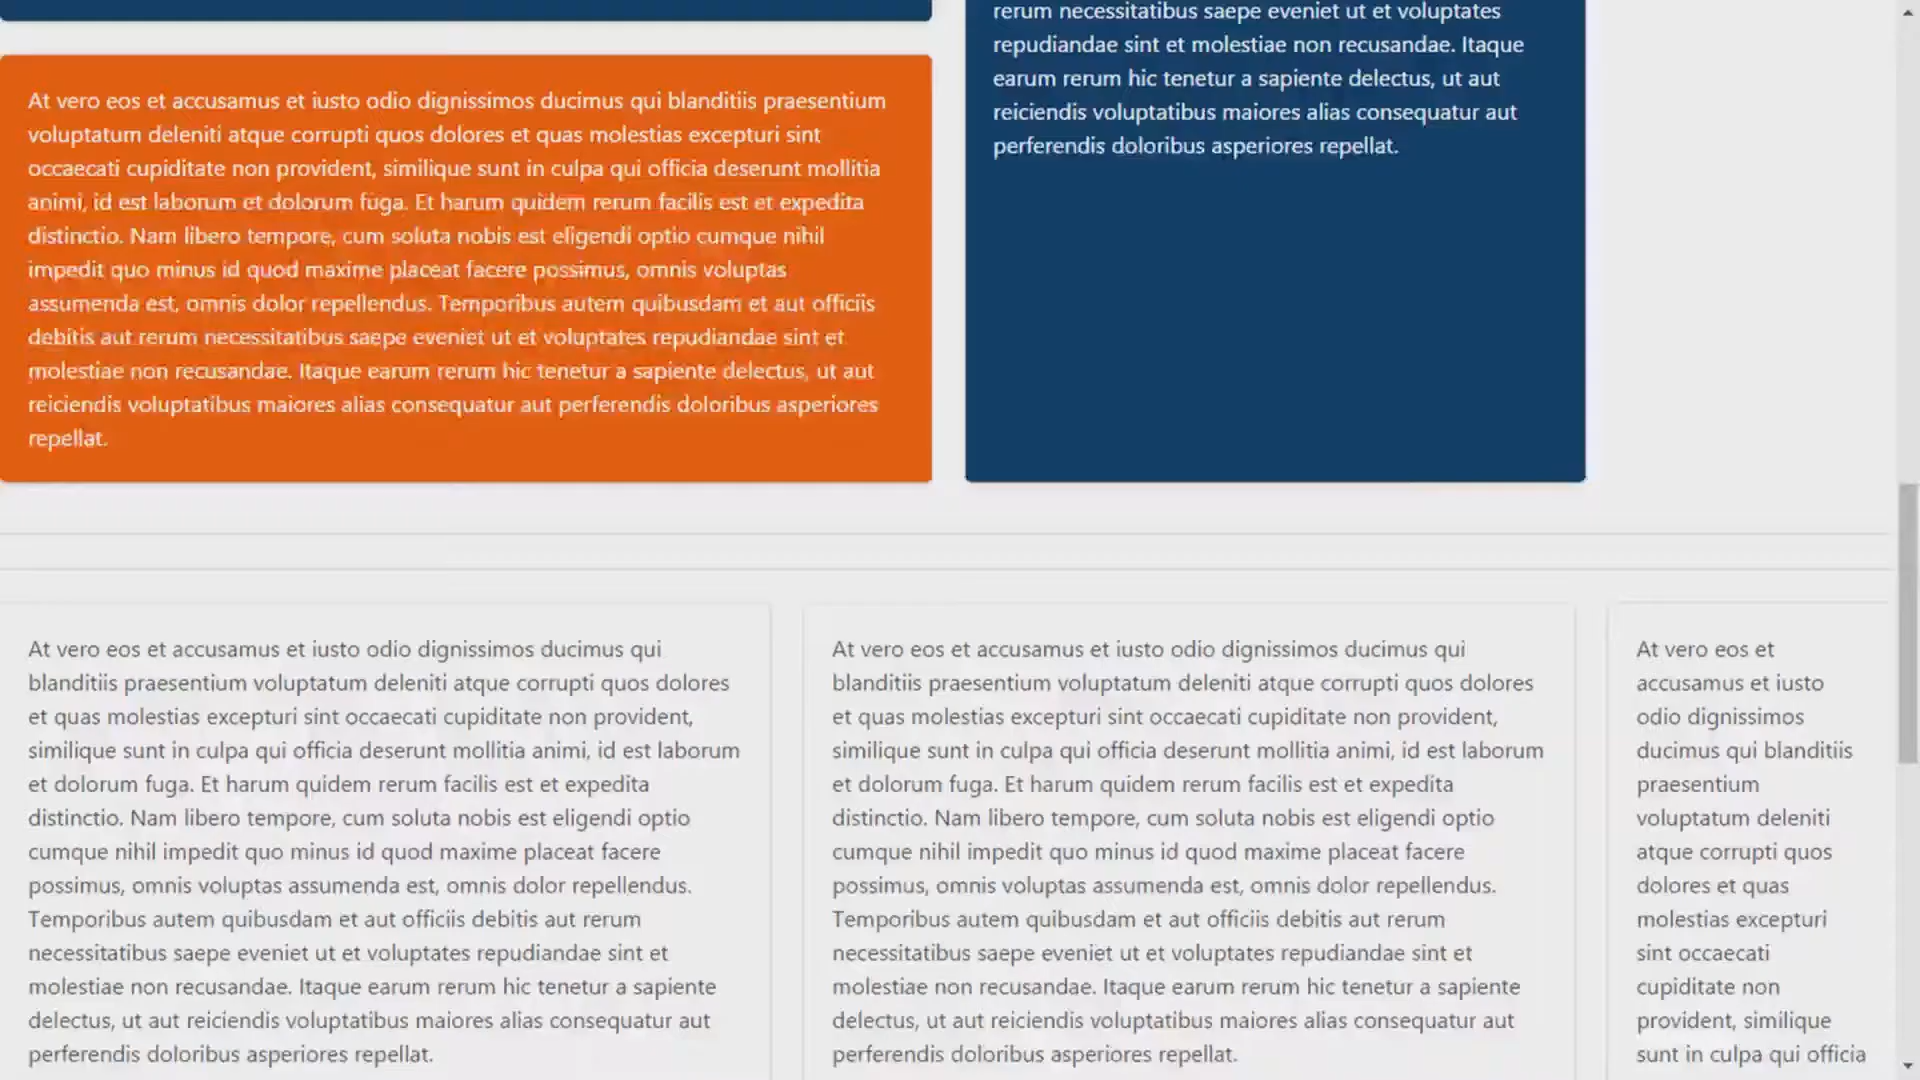 rerum necessitatibus saepe eveniet ut et voluptates
repudiandae sint et molestiae non recusandae. Itaque
earum rerum hic tenetur a sapiente delectus, ut aut
reiciendis voluptatibus maiores alias consequatur aut
perferendis doloribus asperiores repellat.
At vero eos et accusamus et iusto odio dignissimos ducimus qui blanditiis praesentium
voluptatum deleniti atque corrupti quos dolores et quas molestias excepturi sint
occaecati cupiditate non provident, similique sunt in culpa qui officia deserunt mollitia
animi, id est laborum et dolorum fuga. Et harum quidem rerum facilis est et expedita
distinctio. Nam libero tempore, cum soluta nobis est eligendi optio cumque nihil
impedit quo minus id quod maxime placeat facere possimus, omnis voluptas
assumenda est, omnis dolor repellendus. Temporibus autem quibusdam et aut officiis
debitis aut rerum necessitatibus saepe eveniet ut et voluptates repudiandae sint et
molestiae non recusandae. Itaque earum rerum hic tenetur a sapiente delectus, ut aut
reiciendis voluptatibus maiores alias consequatur aut perferendis doloribus asperiores
repellat.
At vero eos et accusamus et iusto odio dignissimos ducimus qui
blanditiis praesentium voluptatum deleniti atque corrupti quos dolores
et quas molestias excepturi sint occaecati cupiditate non provident,
similique sunt in culpa qui officia deserunt mollitia animi, id est laborum
et dolorum fuga. Et harum quidem rerum facilis est et expedita
distinctio. Nam libero tempore, cum soluta nobis est eligendi optio
cumque nihil impedit quo minus id quod maxime placeat facere
possimus, omnis voluptas assumenda est, omnis dolor repellendus.
Temporibus autem quibusdam et aut officiis debitis aut rerum
necessitatibus saepe eveniet ut et voluptates repudiandae sint et
molestiae non recusandae. Itaque earum rerum hic tenetur a sapiente
delectus, ut aut reiciendis voluptatibus maiores alias consequatur aut
perferendis doloribus asperiores repellat.
At vero eos et accusamus et iusto odio dignissimos ducimus qui
blanditiis praesentium voluptatum deleniti atque corrupti quos dolores
et quas molestias excepturi sint occaecati cupiditate non provident,
similique sunt in culpa qui officia deserunt mollitia animi, id est laborum
et dolorum fuga. Et harum quidem rerum facilis est et expedita
distinctio. Nam libero tempore, cum soluta nobis est eligendi optio
cumque nihil impedit quo minus id quod maxime placeat facere
possimus, omnis voluptas assumenda est, omnis dolor repellendus.
Temporibus autem quibusdam et aut officiis debitis aut rerum
necessitatibus saepe eveniet ut et voluptates repudiandae sint et
molestiae non recusandae. Itaque earum rerum hic tenetur a sapiente
delectus, ut aut reiciendis voluptatibus maiores alias consequatur aut
perferendis doloribus asperiores repellat.
At vero eos et
accusamus et iusto
odio dignissimos
ducimus qui blanditiis
praesentium
voluptatum deleniti
atque corrupti quos
dolores et quas
molestias excepturi
sint occaecati
cupiditate non
provident, similique
sunt in culpa qui officia